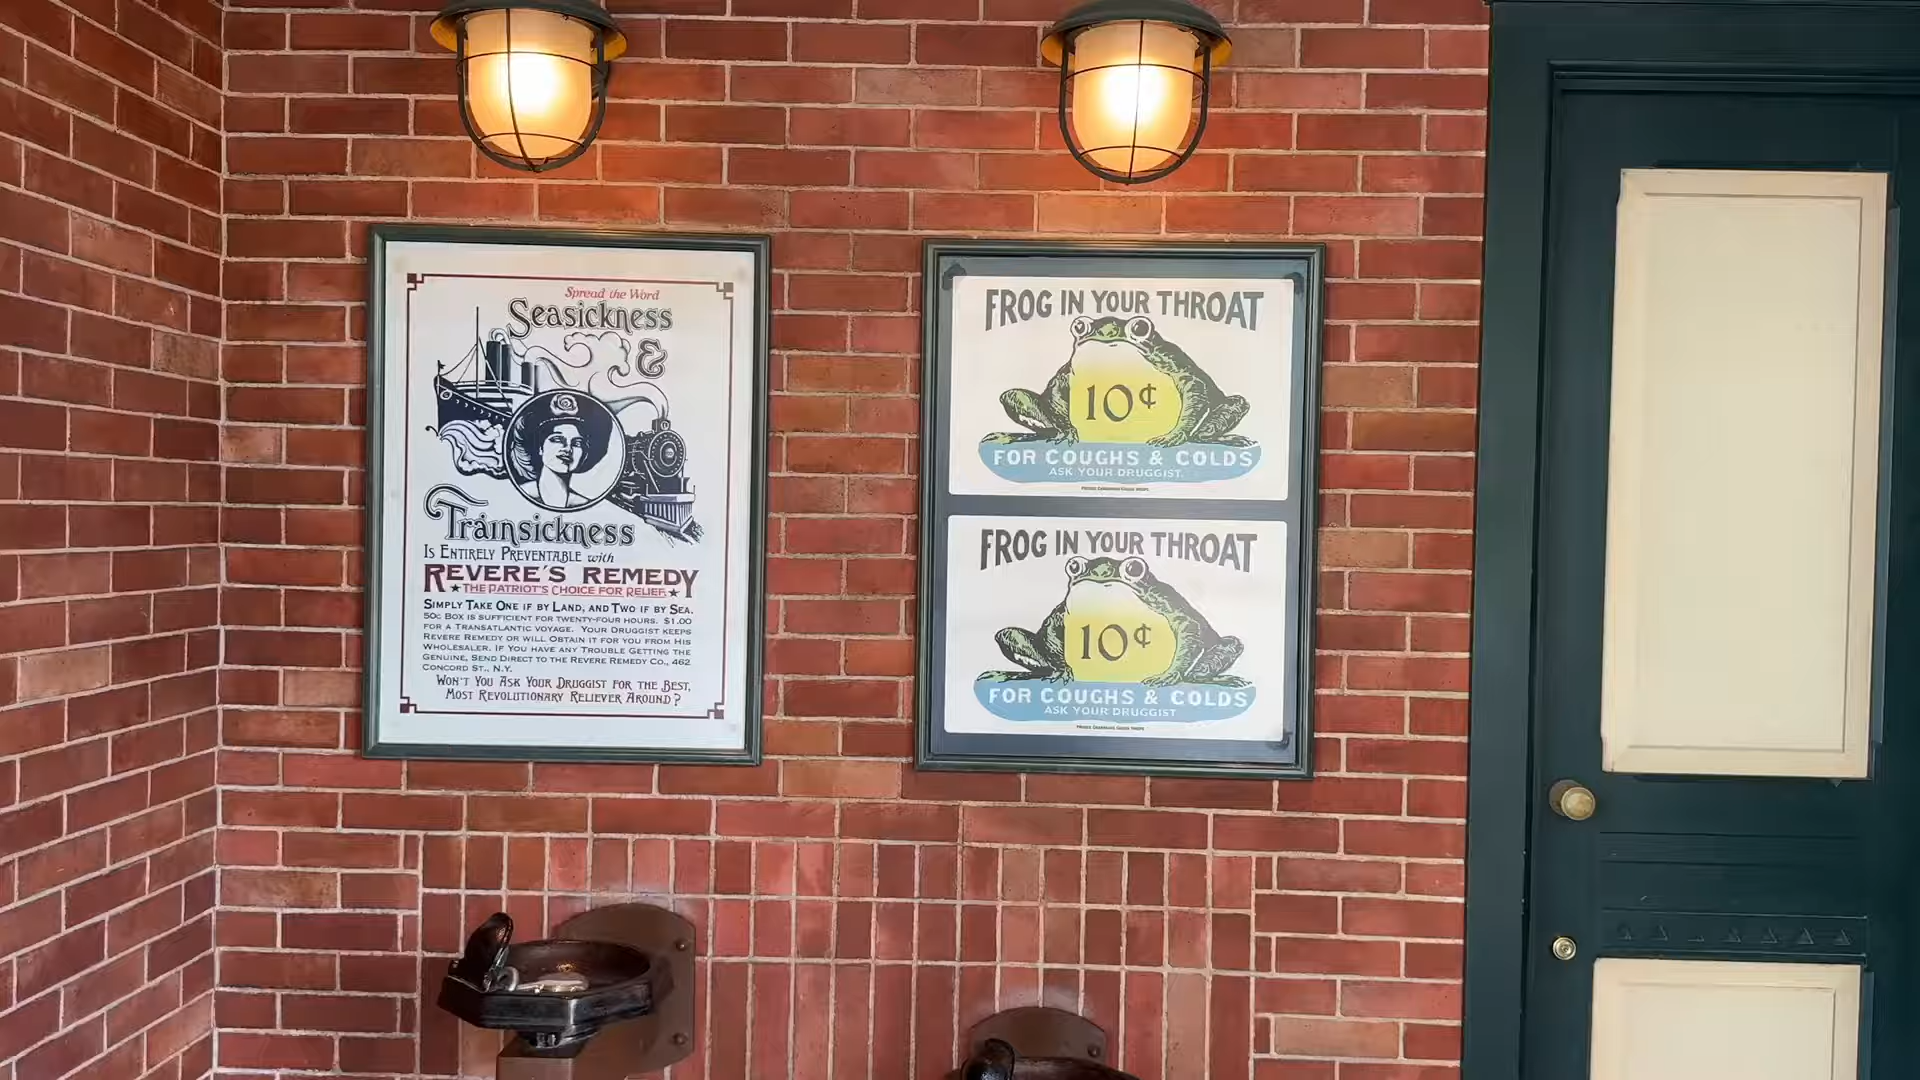 Spread the Word
Seasickness
&
Trainsickness
Is Entirely Preventable with
REVERE'S REMEDY
★THE PATRIOT'S CHOICE FOR RELIEF.★
Simply Take One if by Land, and Two if by Sea.
50¢ Box is sufficient for twenty-four hours. $1.00
for a Transatlantic voyage. Your Druggist keeps
Revere Remedy or will Obtain it for you from His
Wholesaler. If You have any Trouble Getting the
Genuine, Send Direct to the Revere Remedy Co., 462
Concord St., N.Y.
Won't You Ask Your Druggist for the Best,
Most Revolutionary Reliever Around?
FROG IN YOUR THROAT
10¢
FOR COUGHS & COLDS
ASK YOUR DRUGGIST.
FROG IN YOUR THROAT
10¢
FOR COUGHS & COLDS
ASK YOUR DRUGGIST